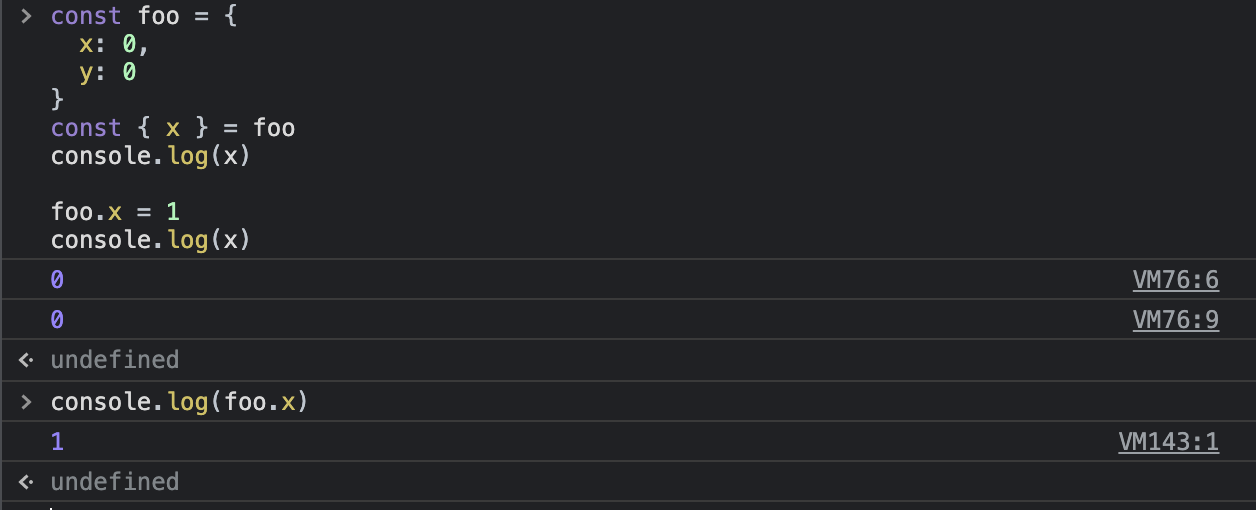 > const foo = {
  x: 0,
  y: 0
}
const { x } = foo
console.log(x)

foo.x = 1
console.log(x)
0 VM76:6
0 VM76:9
undefined
> console.log(foo.x)
1 VM143:1
undefined